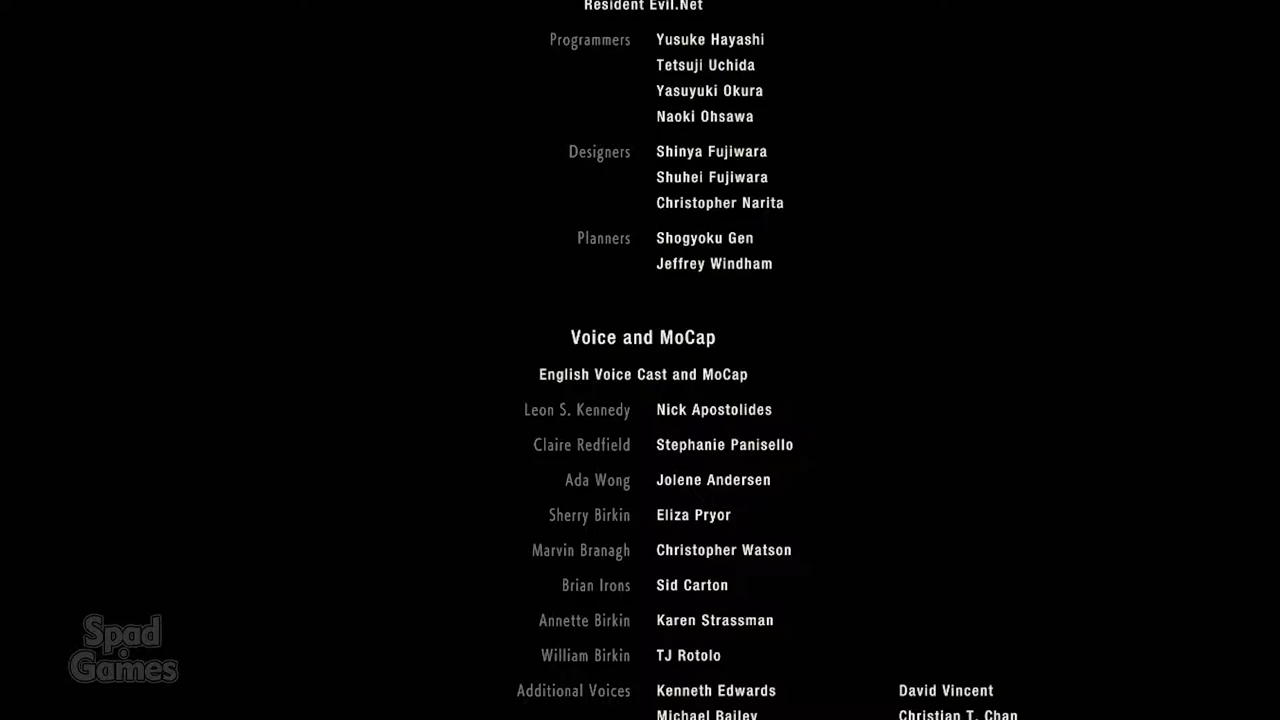 Resident Evil.Net
Programmers Yusuke Hayashi
Tetsuji Uchida
Yasuyuki Okura
Naoki Ohsawa
Designers Shinya Fujiwara
Shuhei Fujiwara
Christopher Narita
Planners Shogyoku Gen
Jeffrey Windham
Voice and MoCap
English Voice Cast and MoCap
Leon S. Kennedy Nick Apostolides
Claire Redfield Stephanie Panisello
Ada Wong Jolene Andersen
Sherry Birkin Eliza Pryor
Marvin Branagh Christopher Watson
Brian Irons Sid Carton
Annette Birkin Karen Strassman
William Birkin TJ Rotolo
Additional Voices Kenneth Edwards David Vincent
Michael Bailey Christian T. Chan
Spad
Games